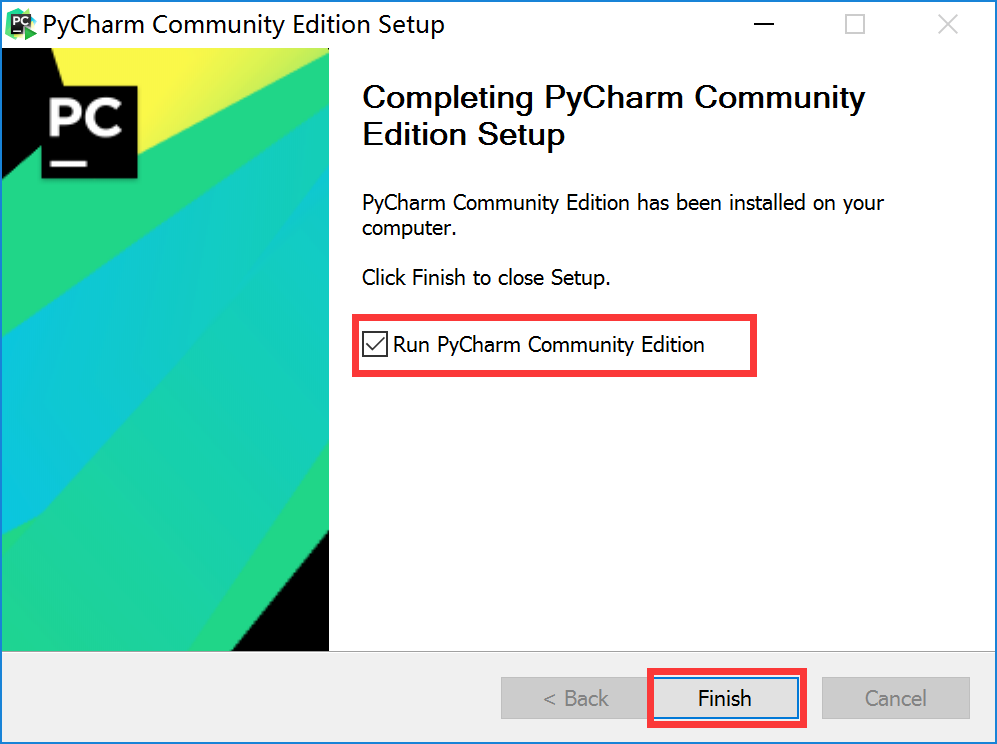 PyCharm Community Edition Setup
PC
Completing PyCharm Community
Edition Setup
PyCharm Community Edition has been installed on your
computer.
Click Finish to close Setup.
Run PyCharm Community Edition
< Back
Finish
Cancel